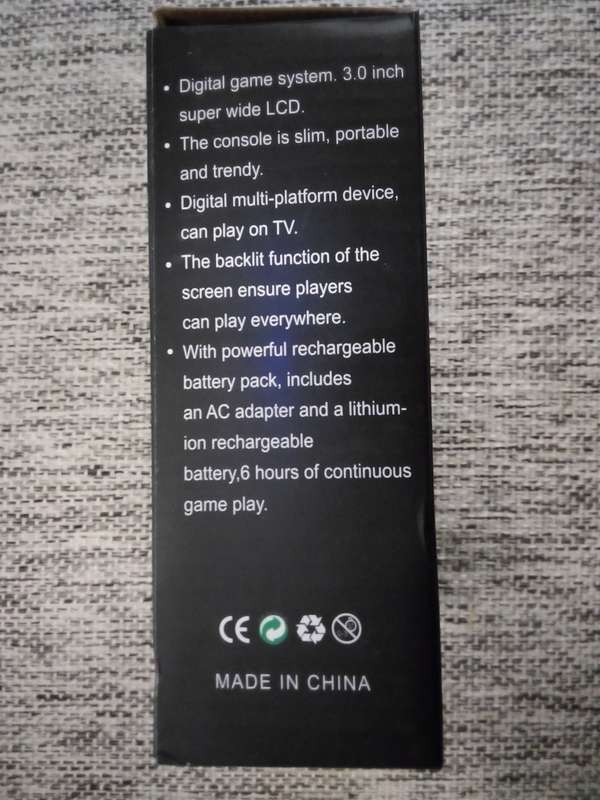 • Digital game system. 3.0 inch
super wide LCD.
• The console is slim, portable
and trendy.
• Digital multi-platform device,
can play on TV.
• The backlit function of the
screen ensure players
can play everywhere.
• With powerful rechargeable
battery pack, includes
an AC adapter and a lithium-
ion rechargeable
battery,6 hours of continuous
game play.
CE
MADE IN CHINA